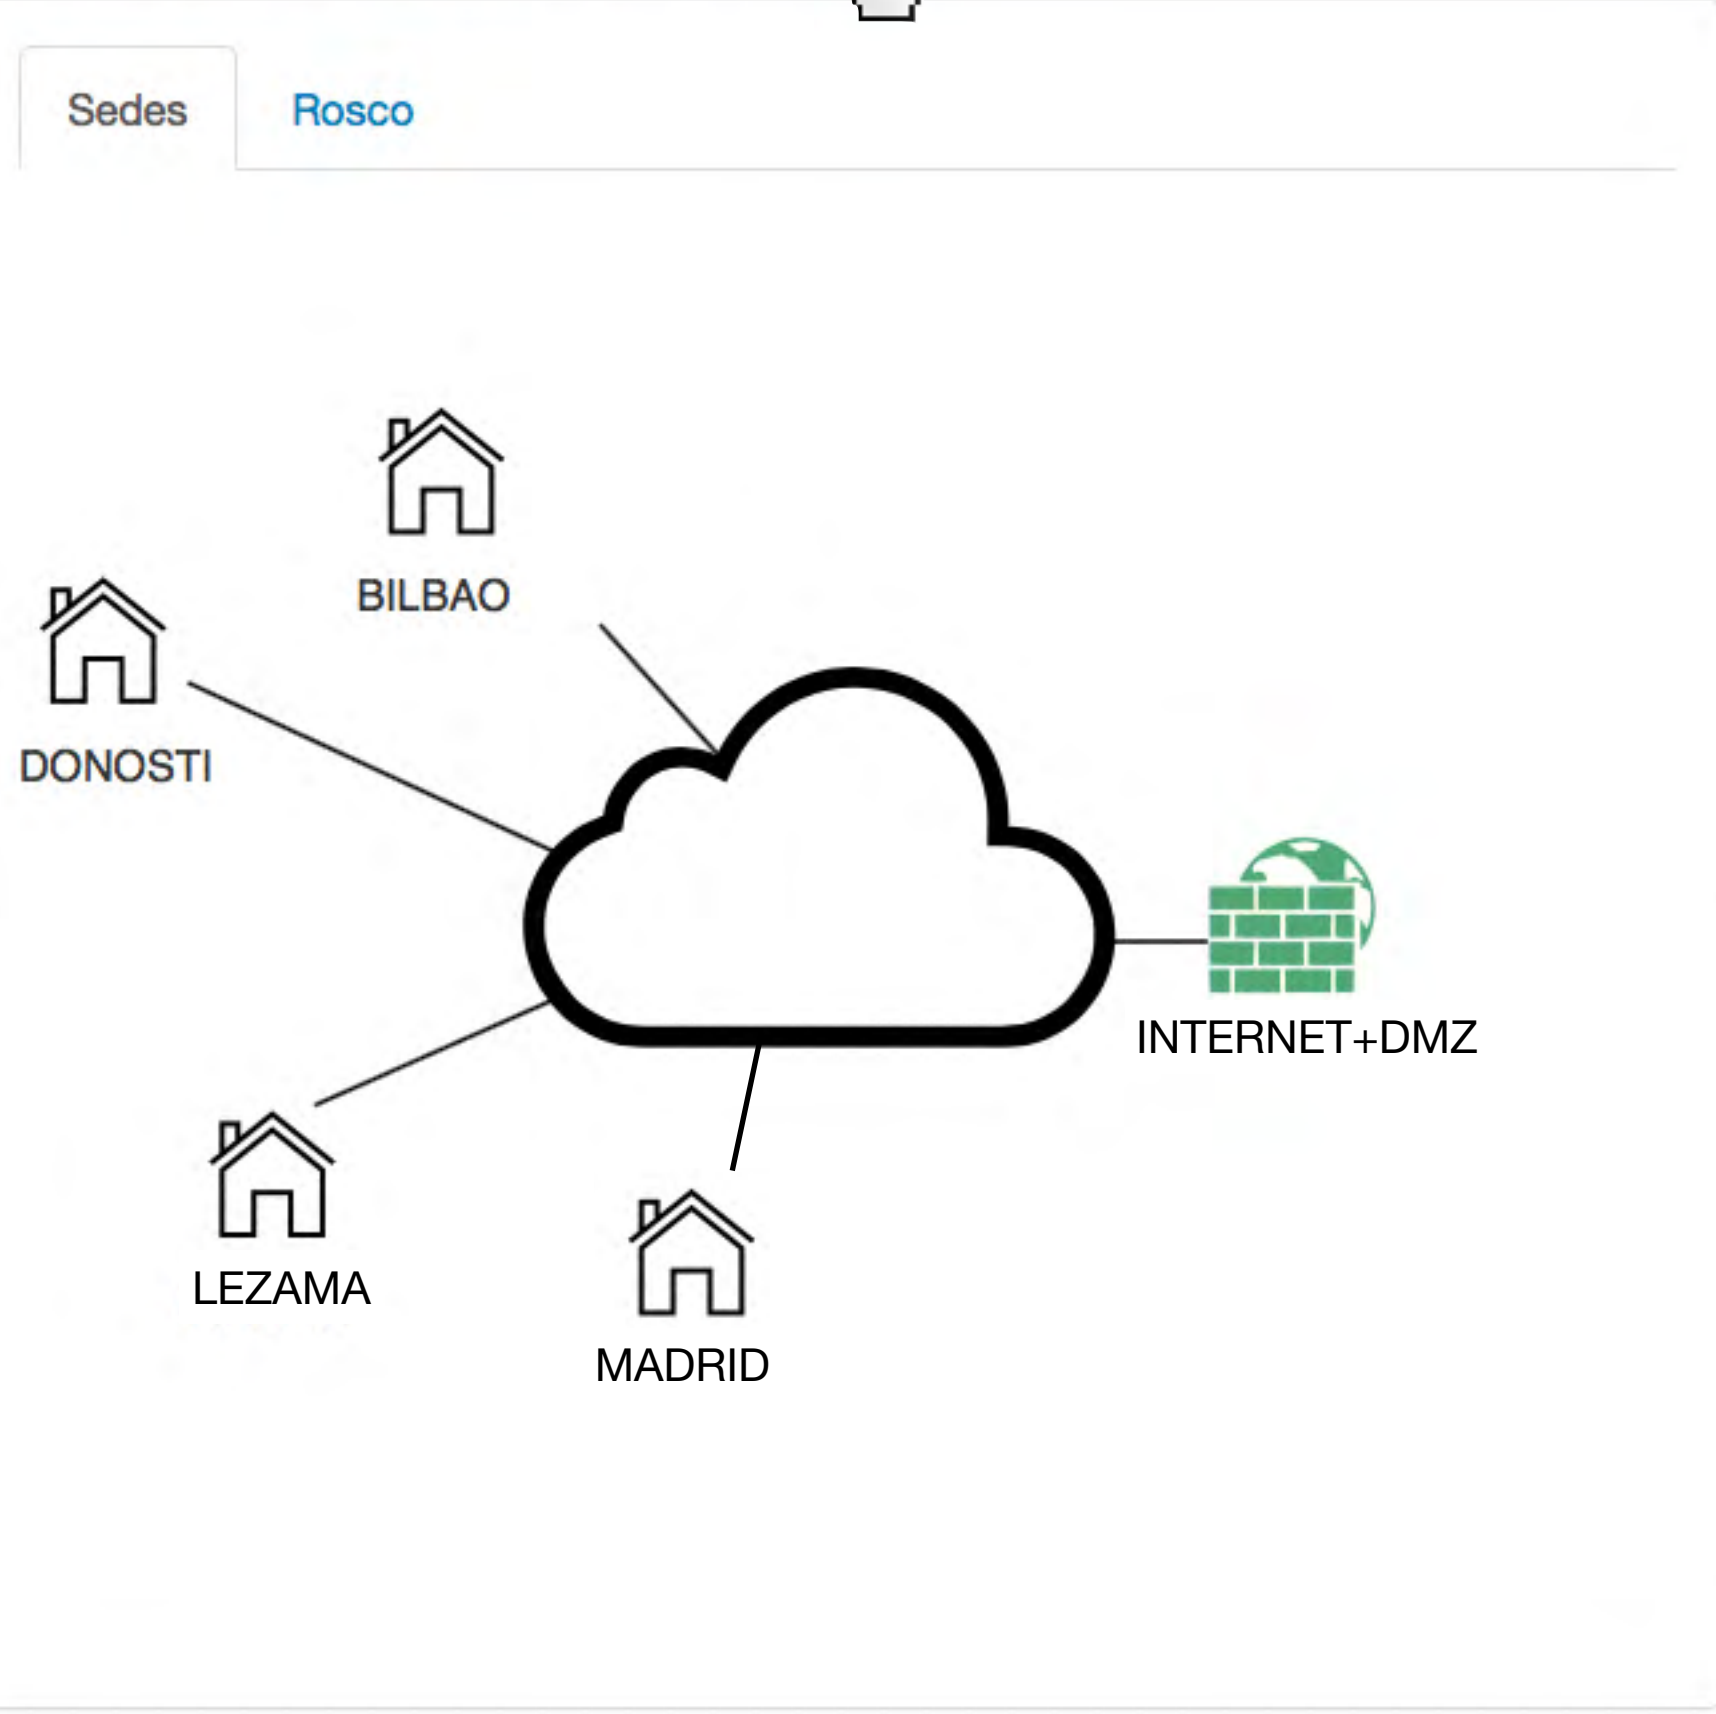 Sedes
Rosco
BILBAO
DONOSTI
INTERNET+DMZ
LEZAMA
MADRID